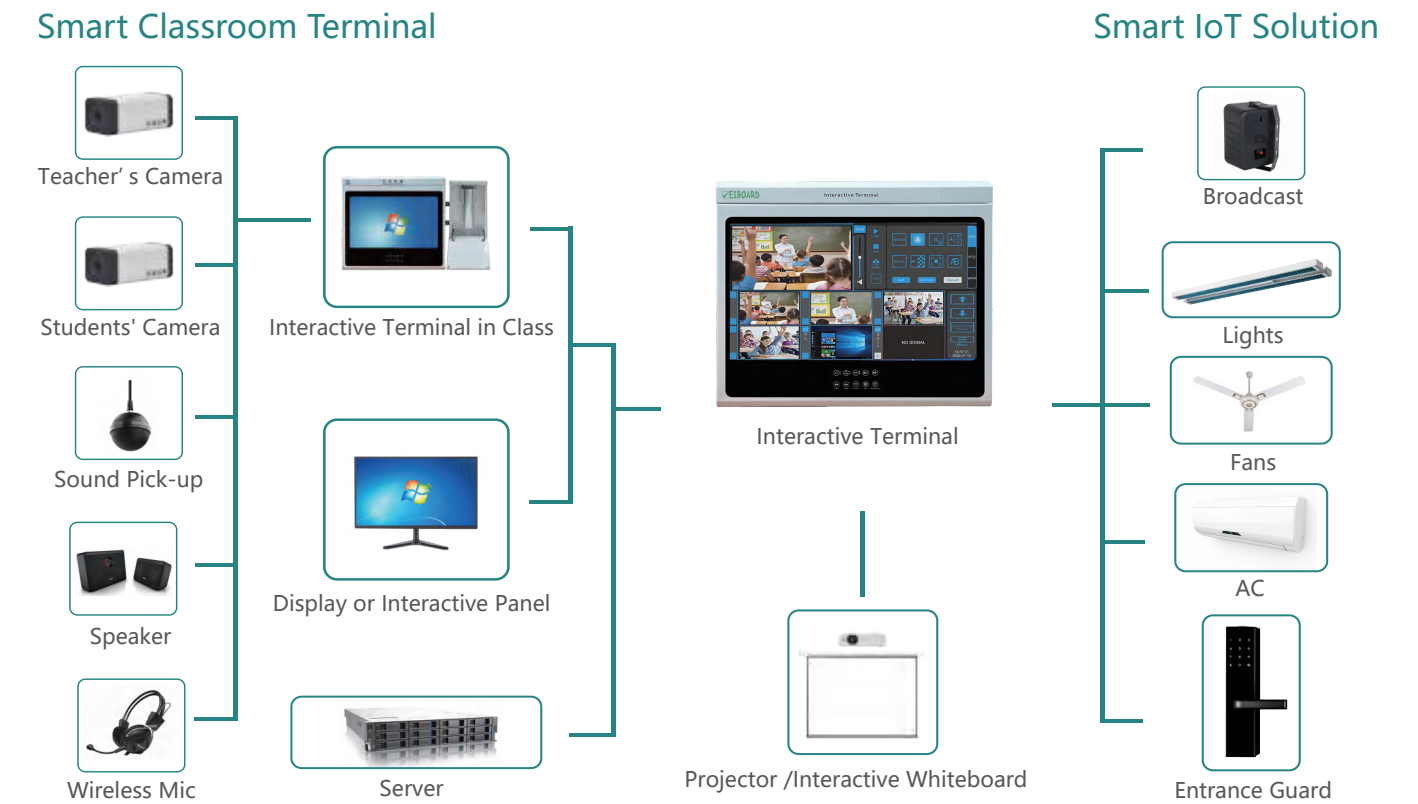 Smart Classroom Terminal
Smart IoT Solution
Teacher’ s Camera
Students' Camera
Sound Pick-up
Speaker
Wireless Mic
Interactive Terminal in Class
Display or Interactive Panel
Server
VEIBOARD
Interactive Terminal
NO SIGNAL
Interactive Terminal
Projector /Interactive Whiteboard
Broadcast
Lights
Fans
AC
Entrance Guard